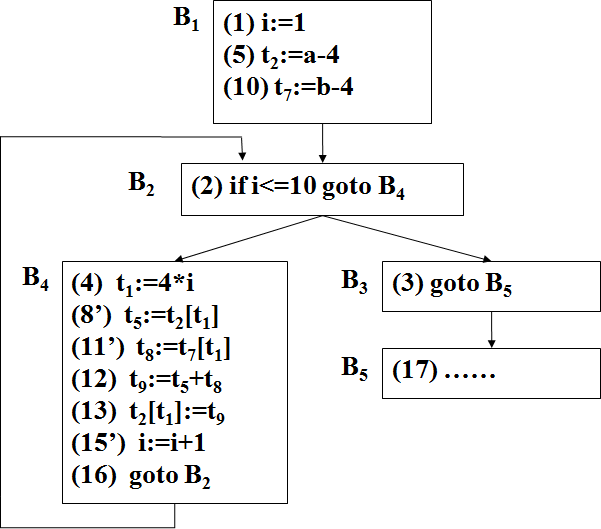 B₁
(1) i:=1
(5) t₂:=a-4
(10) t₇:=b-4
B₂
(2) if i<=10 goto B₄
B₄
(4) t₁:=4*i
(8’) t₅:=t₂[t₁]
(11’) t₈:=t₇[t₁]
(12) t₉:=t₅+t₈
(13) t₂[t₁]:=t₉
(15’) i:=i+1
(16) goto B₂
B₃
(3) goto B₅
B₅
(17) ……